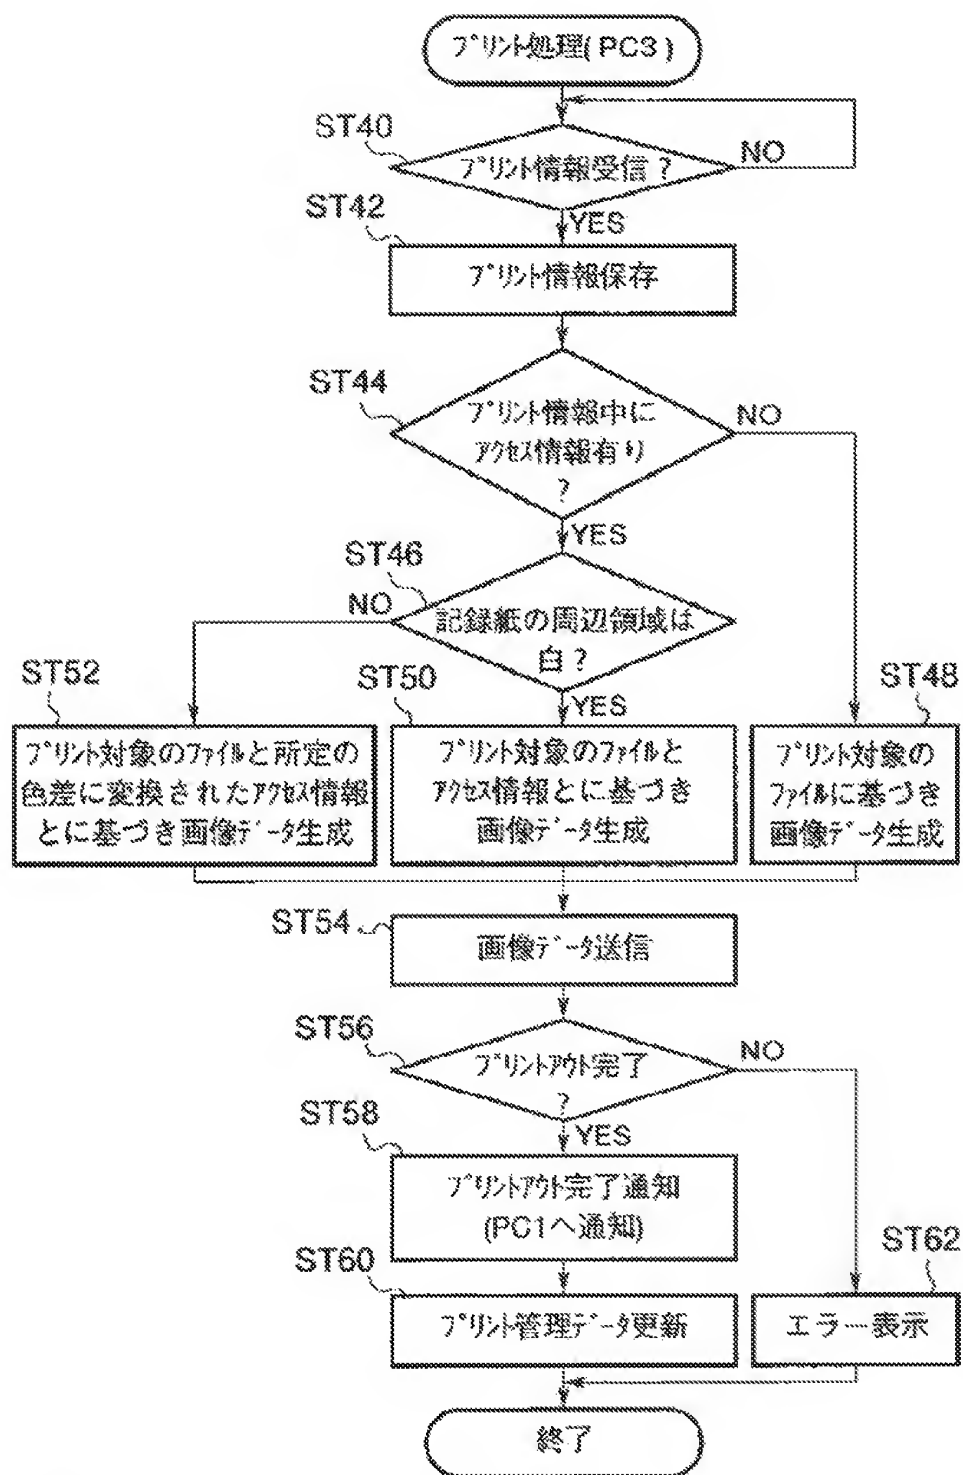 プリント処理(PC3)
ST40
プリント情報受信?
NO
ST42
YES
プリント情報保存
ST44
プリント情報中に
アクセス情報有り
?
NO
YES
ST46
NO
記録紙の周辺領域は
白?
ST52
ST50
YES
ST48
プリント対象のファイルと所定の
色差に変換されたアクセス情報
とに基づき画像データ生成
プリント対象のファイルと
アクセス情報とに基づき
画像データ生成
プリント対象の
ファイルに基づき
画像データ生成
ST54
画像データ送信
ST56
プリントアウト完了
?
NO
ST58
YES
プリントアウト完了通知
(PC1へ通知)
ST60
プリント管理データ更新
ST62
エラー表示
終了